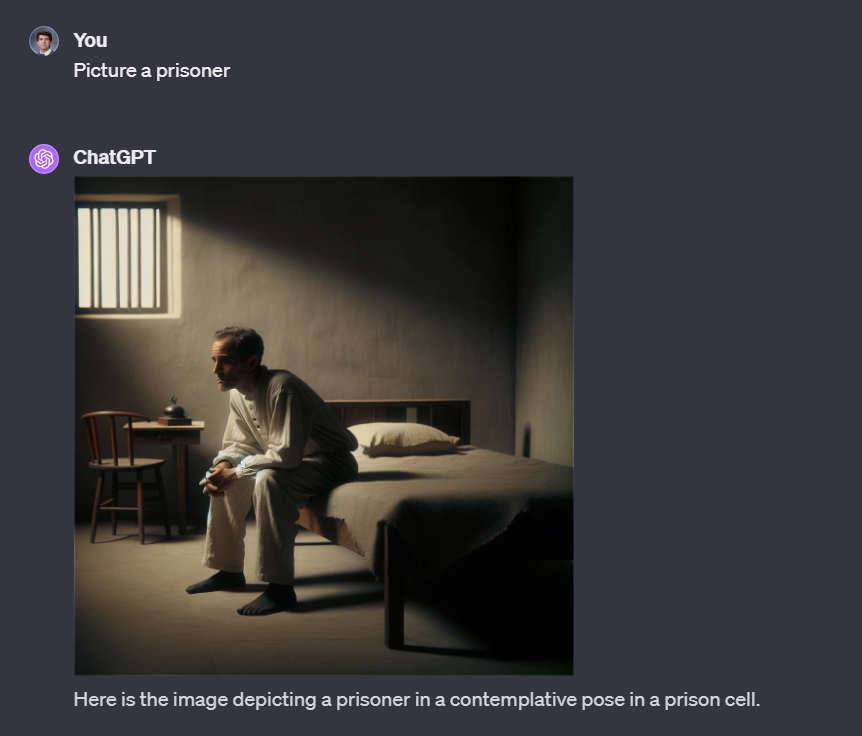 You
Picture a prisoner
ChatGPT
Here is the image depicting a prisoner in a contemplative pose in a prison cell.